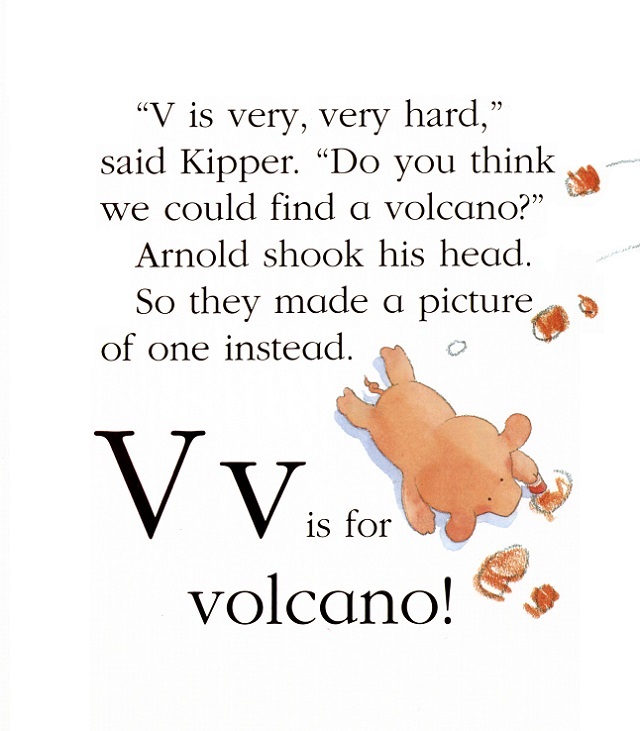 “V is very, very hard,”
said Kipper. “Do you think
we could find a volcano?”
Arnold shook his head.
So they made a picture
of one instead.
V v is for
volcano!